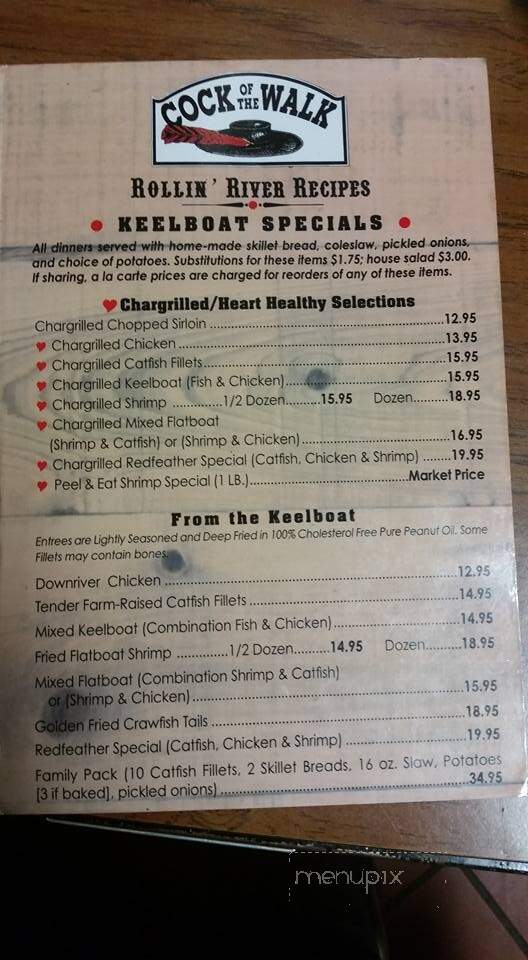 COCK OF THE WALK
ROLLIN' RIVER RECIPES
KEELBOAT SPECIALS
All dinners served with home-made skillet bread, coleslaw, pickled onions,
and choice of potatoes. Substitutions for these items $1.75; house salad $3.00.
If sharing, a la carte prices are charged for reorders of any of these items.
Chargrilled/Heart Healthy Selections
Chargrilled Chopped Sirloin ........ 12.95
Chargrilled Chicken ........ 13.95
Chargrilled Catfish Fillets ........ 15.95
Chargrilled Keelboat (Fish & Chicken) ........ 15.95
Chargrilled Shrimp ........ 1/2 Dozen ........ 15.95 Dozen ........ 18.95
Chargrilled Mixed Flatboat
(Shrimp & Catfish) or (Shrimp & Chicken) ........ 16.95
Chargrilled Redfeather Special (Catfish, Chicken & Shrimp) ........ 19.95
Peel & Eat Shrimp Special (1 LB.) ........ Market Price
From the Keelboat
Entrees are Lightly Seasoned and Deep Fried in 100% Cholesterol Free Pure Peanut Oil. Some
Fillets may contain bones.
Downriver Chicken ........ 12.95
Tender Farm-Raised Catfish Fillets ........ 14.95
Mixed Keelboat (Combination Fish & Chicken) ........ 14.95
Fried Flatboat Shrimp ........ 1/2 Dozen ........ 14.95 Dozen ........ 18.95
Mixed Flatboat (Combination Shrimp & Catfish)
or (Shrimp & Chicken) ........ 15.95
Golden Fried Crawfish Tails ........ 18.95
Redfeather Special (Catfish, Chicken & Shrimp) ........ 19.95
Family Pack (10 Catfish Fillets, 2 Skillet Breads, 16 oz. Slaw, Potatoes
[3 if baked], pickled onions) ........ 34.95
menupix